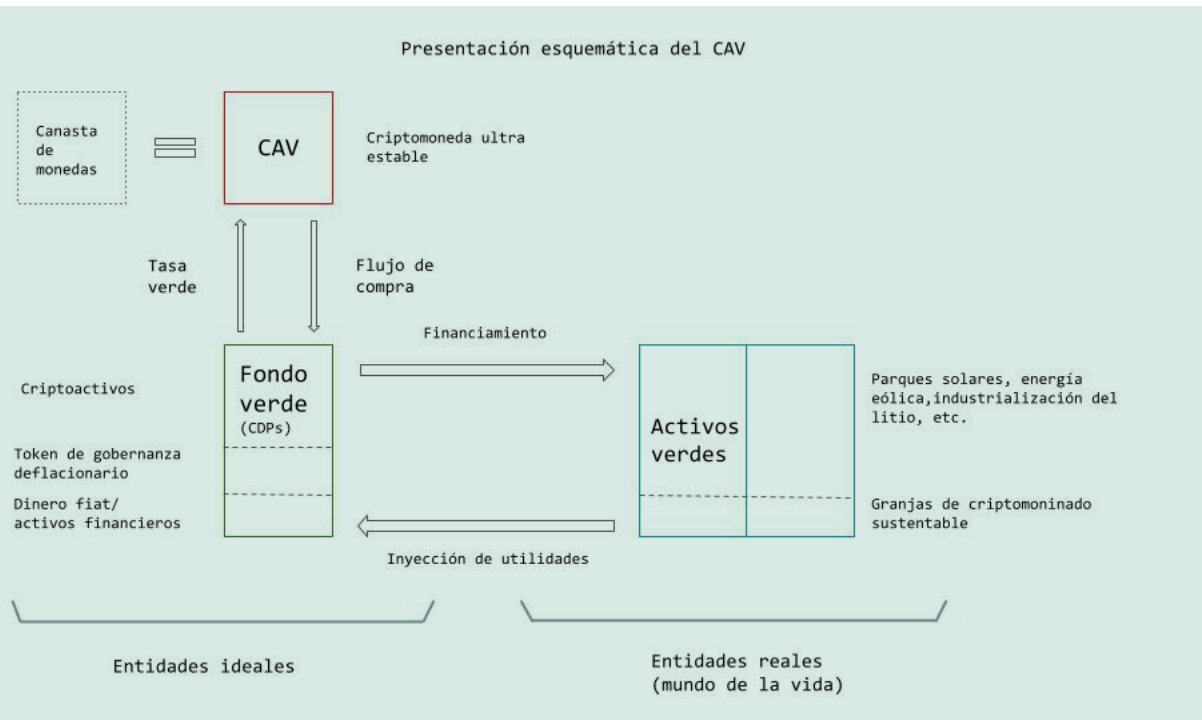 Presentación esquemática del CAV
Canasta
de
monedas
CAV
Criptomoneda ultra
estable
Tasa
verde
Flujo de
compra
Financiamiento
Criptoactivos
Fondo
verde
(CDPs)
Token de gobernanza
deflacionario
Dinero fiat/
activos financieros
Activos
verdes
Parques solares, energía
eólica,industrialización del
litio, etc.
Granjas de criptomoninado
sustentable
Inyección de utilidades
Entidades ideales
Entidades reales
(mundo de la vida)